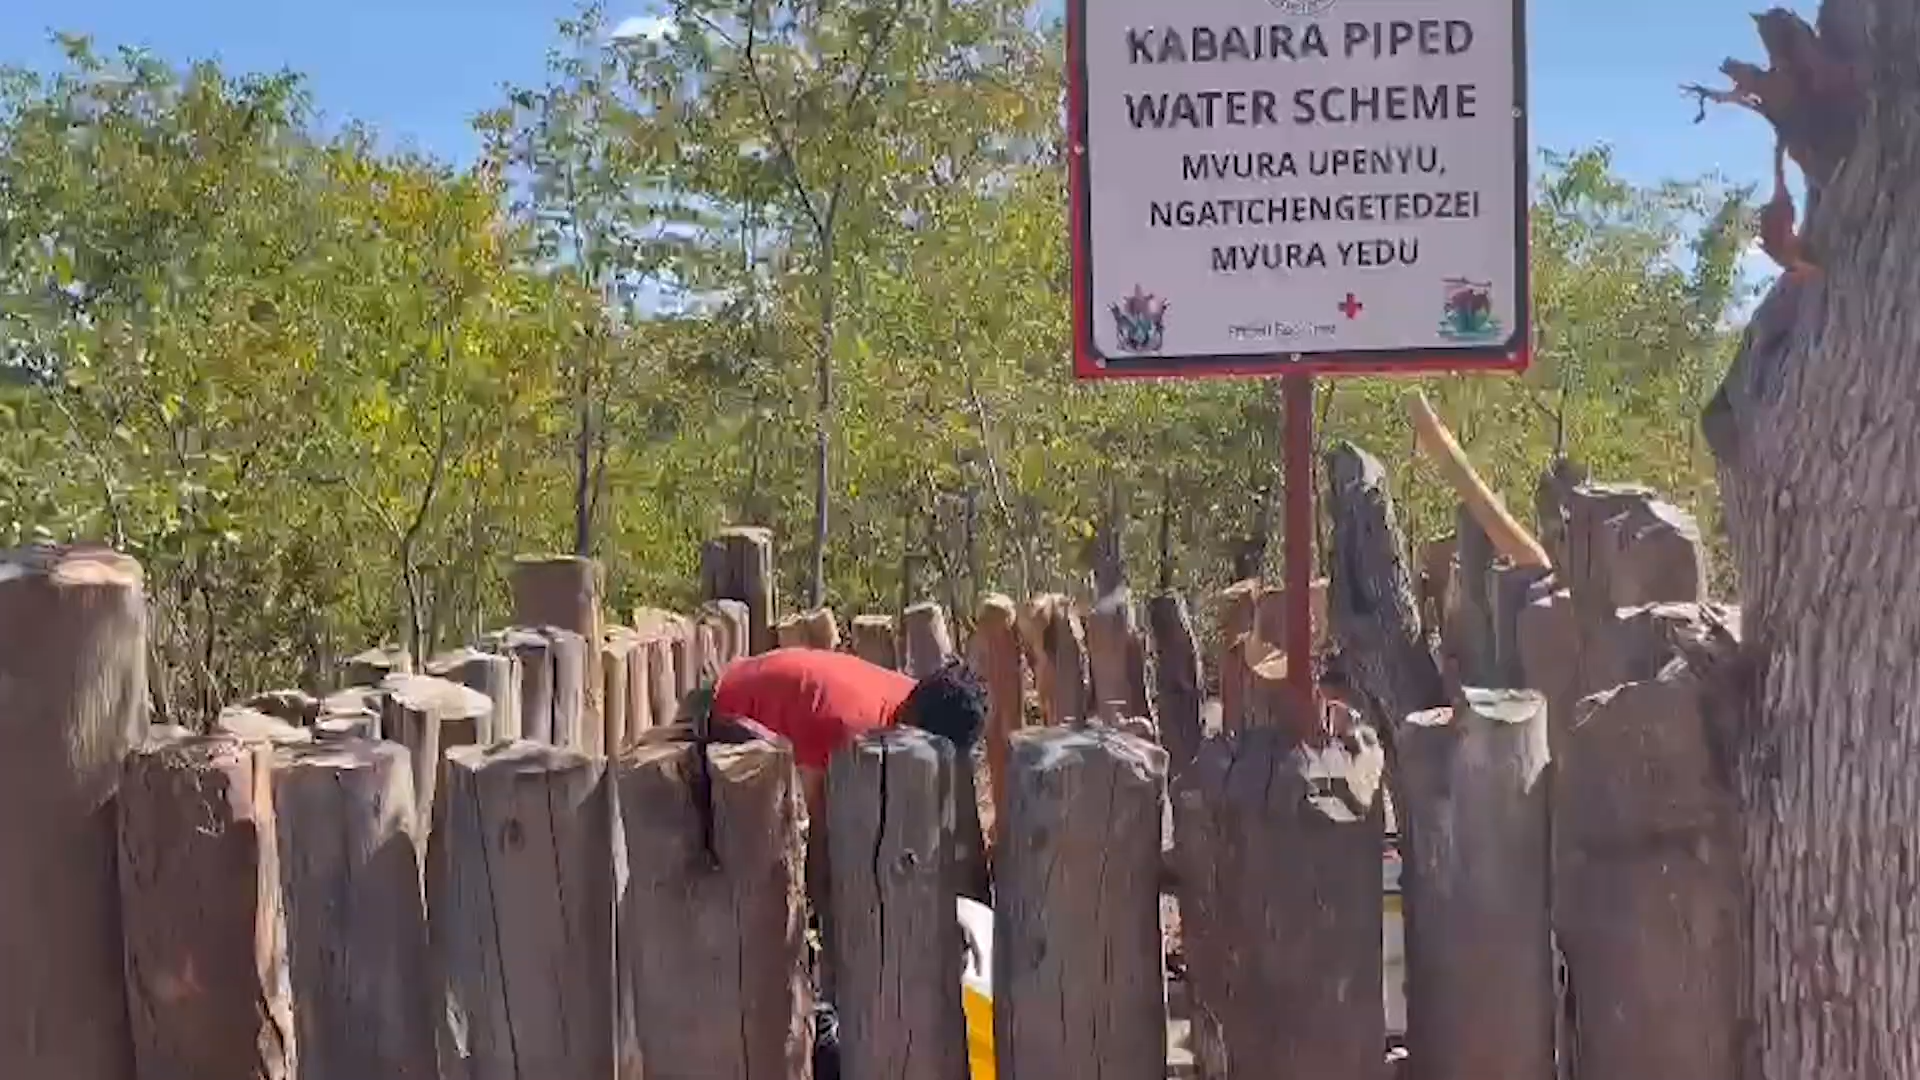 KABAIRA PIPED
WATER SCHEME
MVURA UPENYU,
NGATICHENGETEDZEI
MVURA YEDU